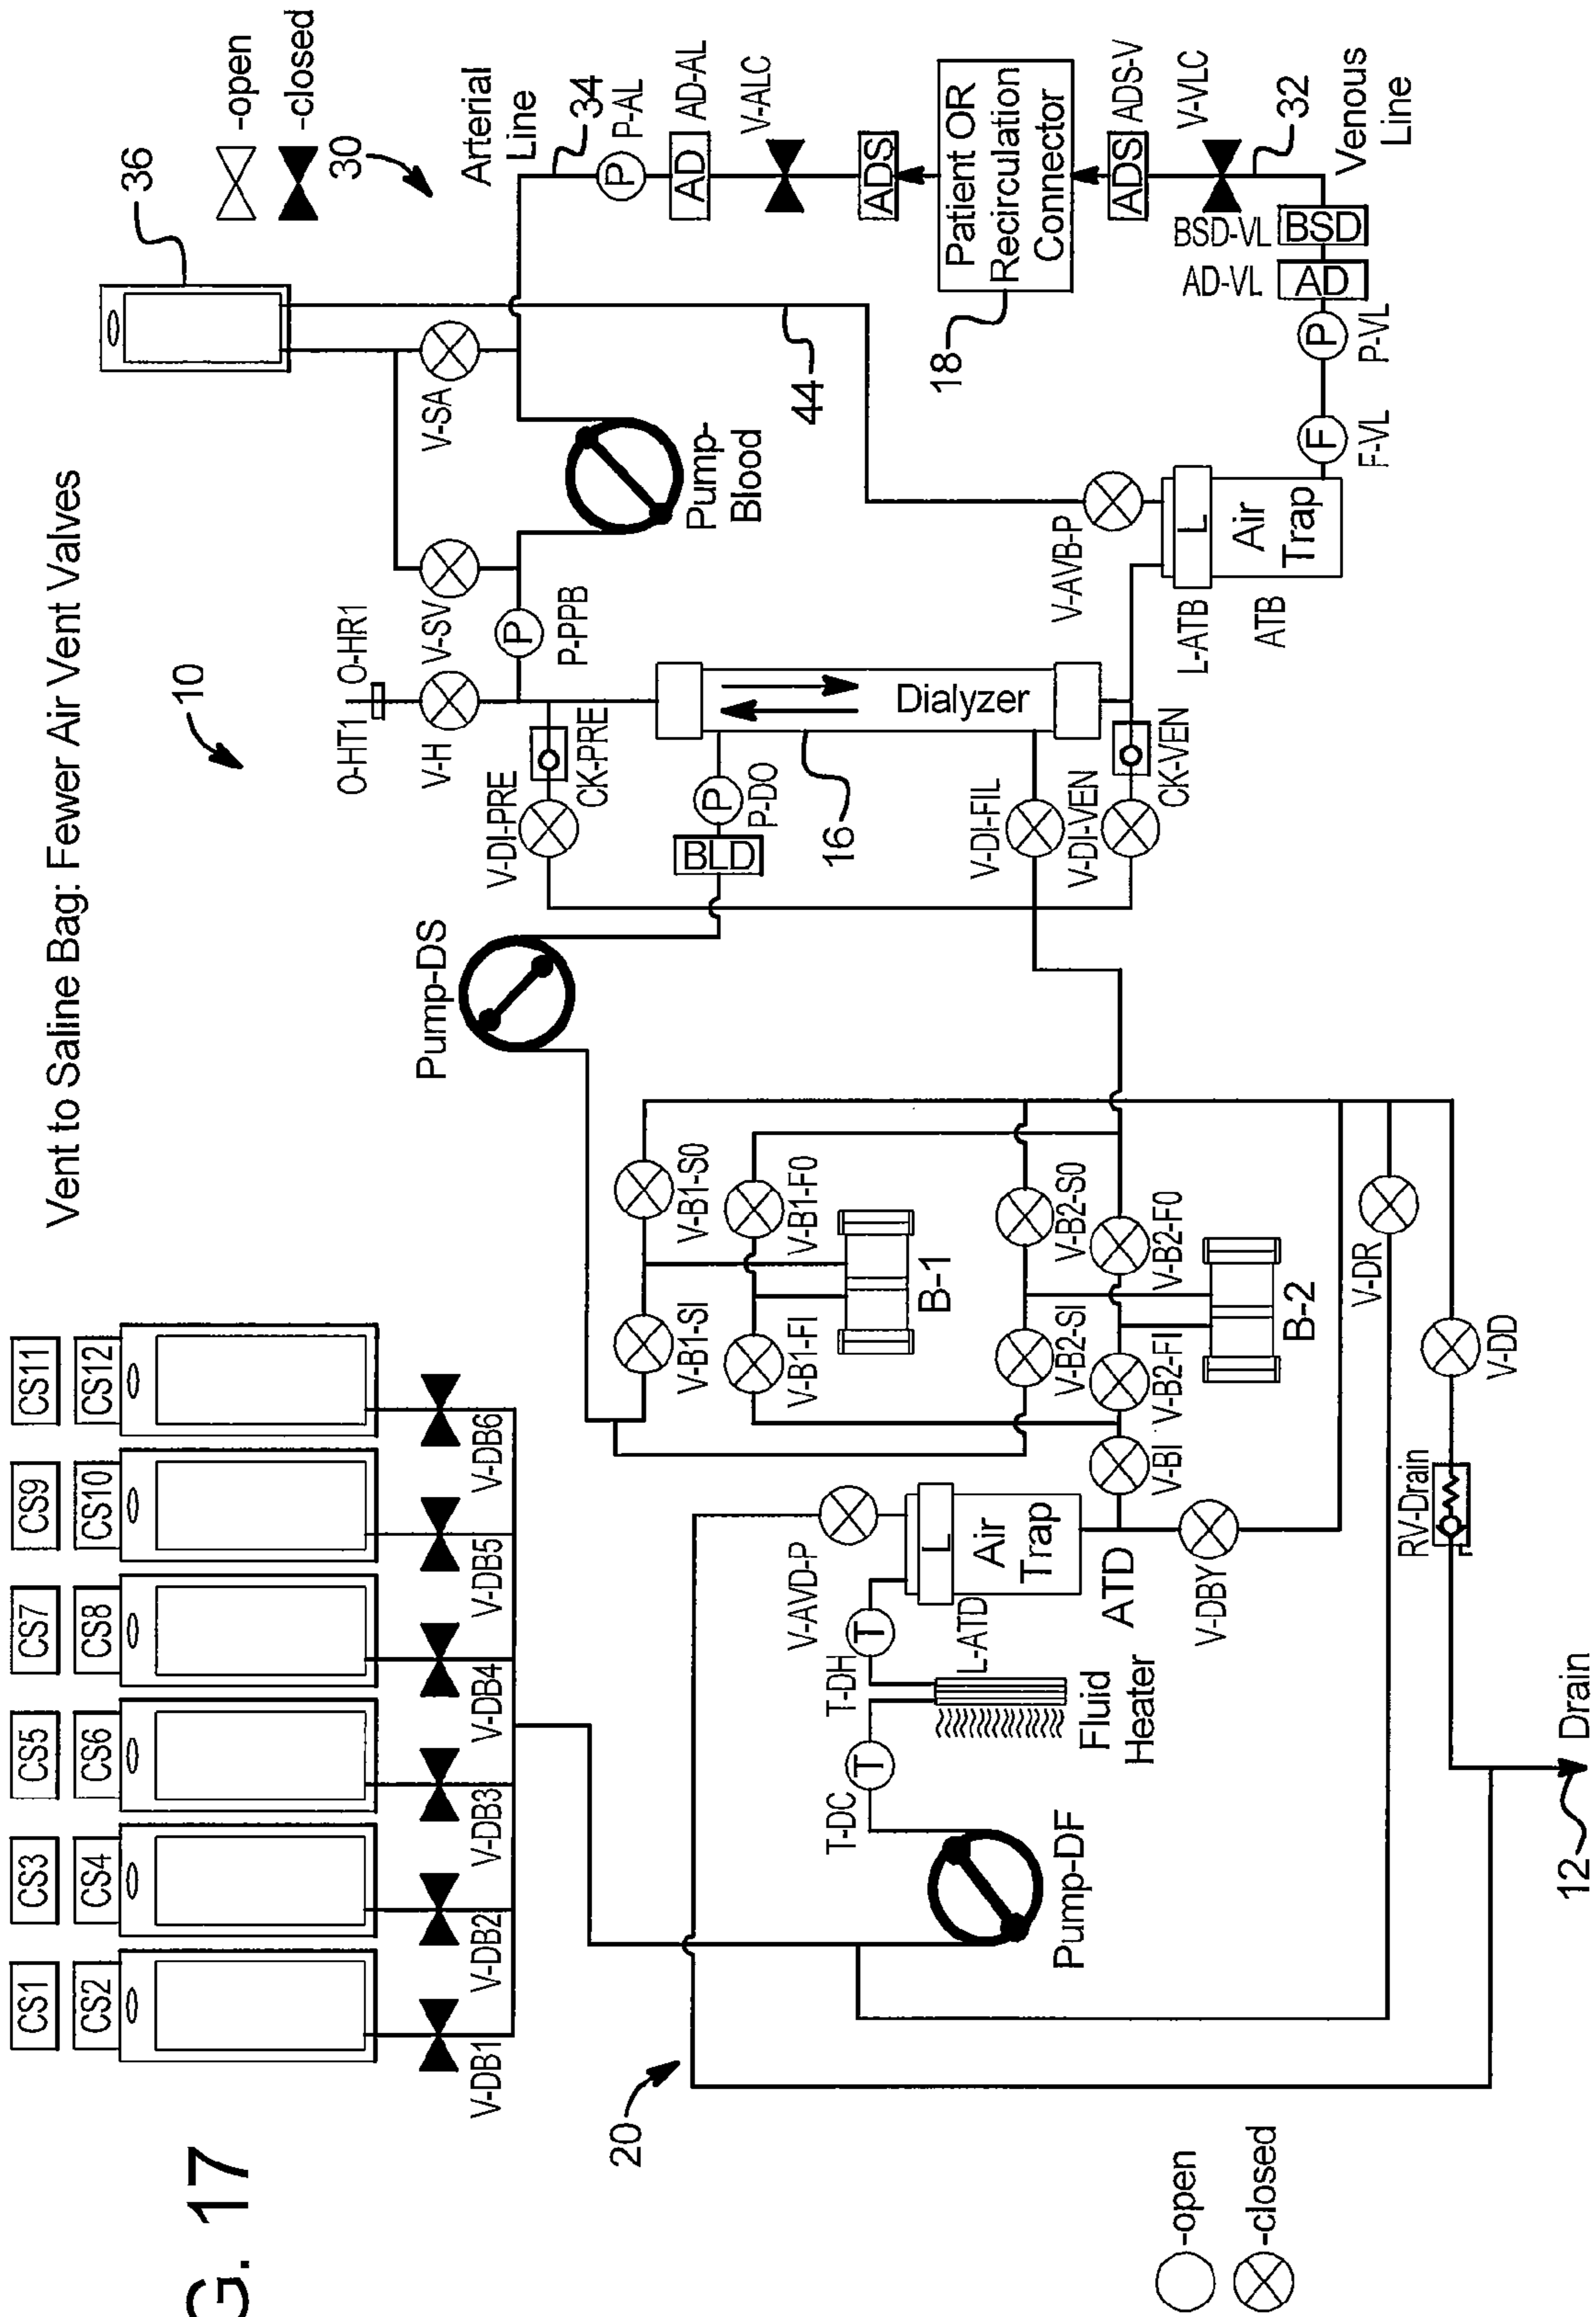 Vent to Saline Bag: Fewer Air Vent Valves
G. 17
10
CS1
CS2
CS3
CS4
CS5
CS6
CS7
CS8
CS9
CS10
CS11
CS12
V-DB1
V-DB2
V-DB3
V-DB4
V-DB5
V-DB6
36
-open
-closed
30
Arterial
Line
34
P
P-AL
AD
AD-AL
V-ALC
ADS
Patient OR
Recirculation
Connector
18
ADS
ADS-V
V-VLC
32
Venous
Line
BSD-VL
BSD
AD-VL
AD
P
P-VL
F
F-VL
44
V-SA
V-SV
Pump-
Blood
P
P-PPB
O-HT1
O-HR1
V-H
V-DI-PRE
CK-PRE
P
P-DO
BLD
Dialyzer
16
V-DI-FIL
V-DI-VEN
CK-VEN
V-AVB-P
L
Air
Trap
L-ATB
ATB
Pump-DS
V-B1-S0
V-B1-SI
V-B1-F0
V-B1-FI
B-1
V-B2-S0
V-B2-SI
V-B2-F0
V-B2-FI
B-2
V-BI
V-DR
V-DD
RV-Drain
V-AVD-P
L
Air
Trap
L-ATD
ATD
V-DBY
T
T-DH
T
T-DC
Fluid
Heater
Pump-DF
20
12
Drain
-open
-closed